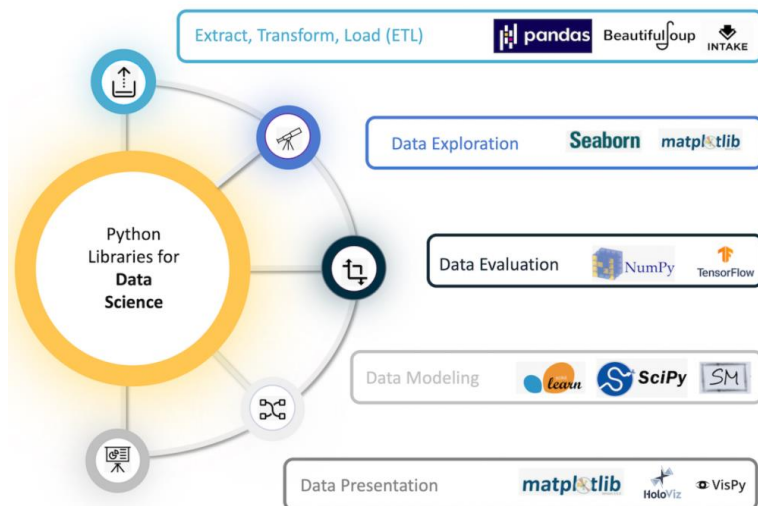 Extract, Transform, Load (ETL) pandas BeautifulSoup INTAKE
Data Exploration Seaborn matplotlib
Python
Libraries for
Data
Science
Data Evaluation NumPy TensorFlow
Data Modeling learn SciPy SM
Data Presentation matplotlib HoloViz VisPy